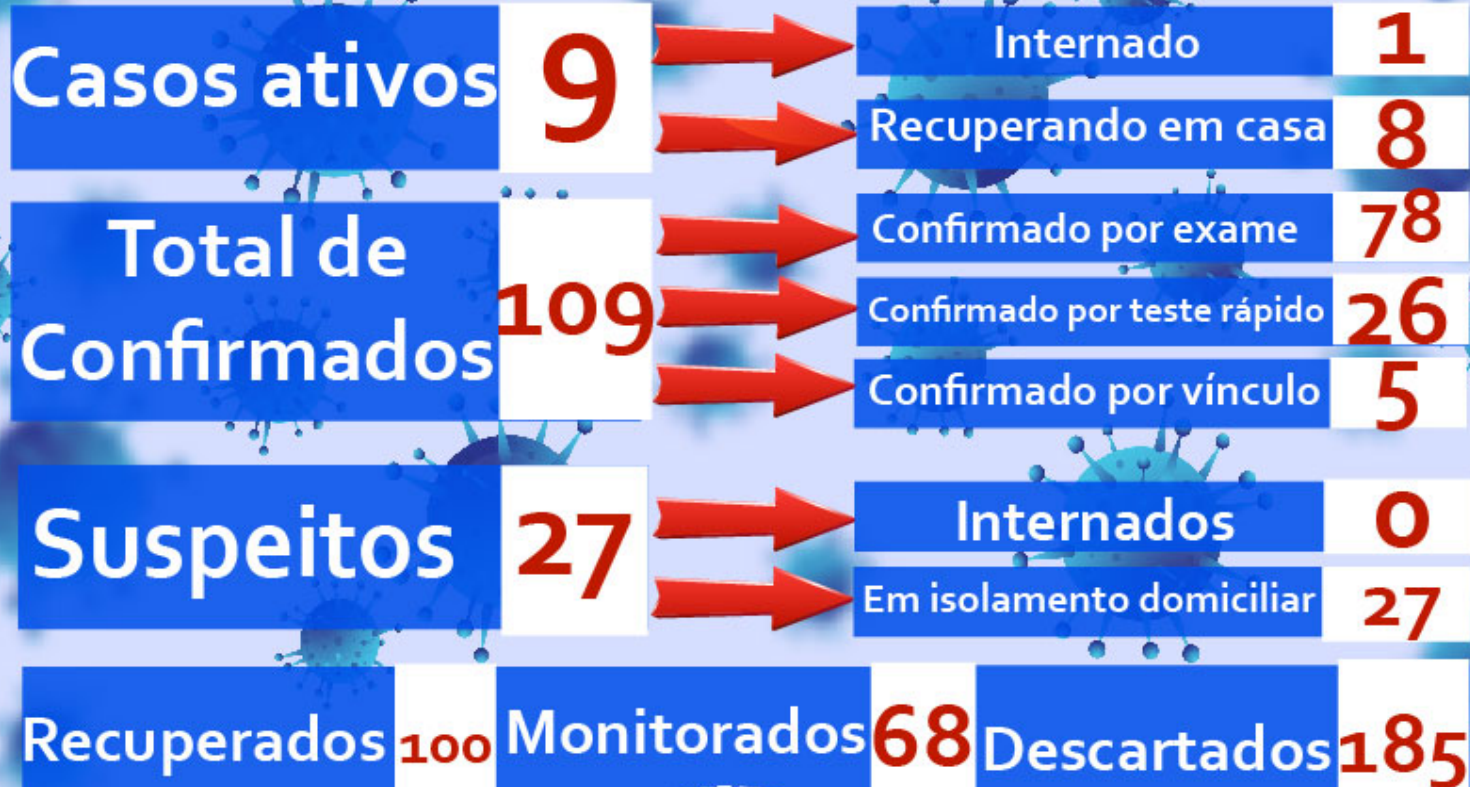 Casos ativos 9
Internado 1
Recuperando em casa 8
Total de
Confirmados 109
Confirmado por exame 78
Confirmado por teste rápido 26
Confirmado por vínculo 5
Suspeitos 27
Internados 0
Em isolamento domiciliar 27
Recuperados 100 Monitorados 68 Descartados 185